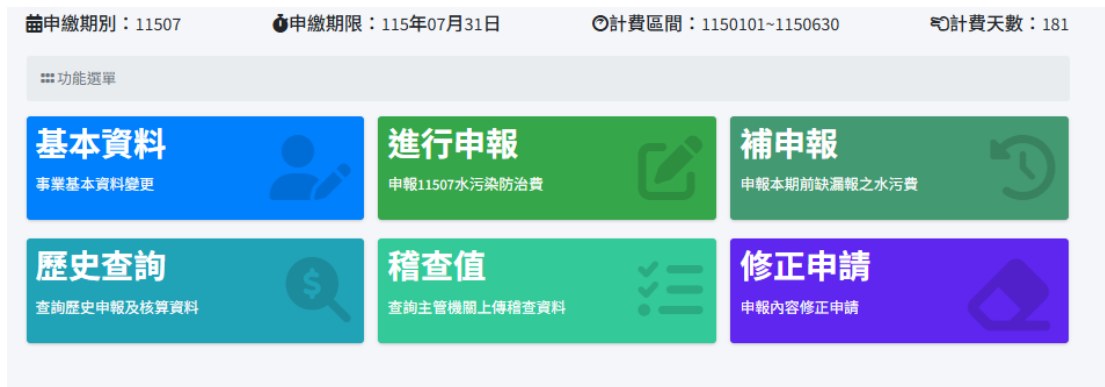 申繳期別：11507 申繳期限：115年07月31日 計費區間：1150101~1150630 計費天數：181
功能選單
基本資料 進行申報 補申報
事業基本資料變更 申報11507水污染防治費 申報本期前缺漏報之水污費
歷史查詢 稽查值 修正申請
查詢歷史申報及核算資料 查詢主管機關上傳稽查資料 申報內容修正申請